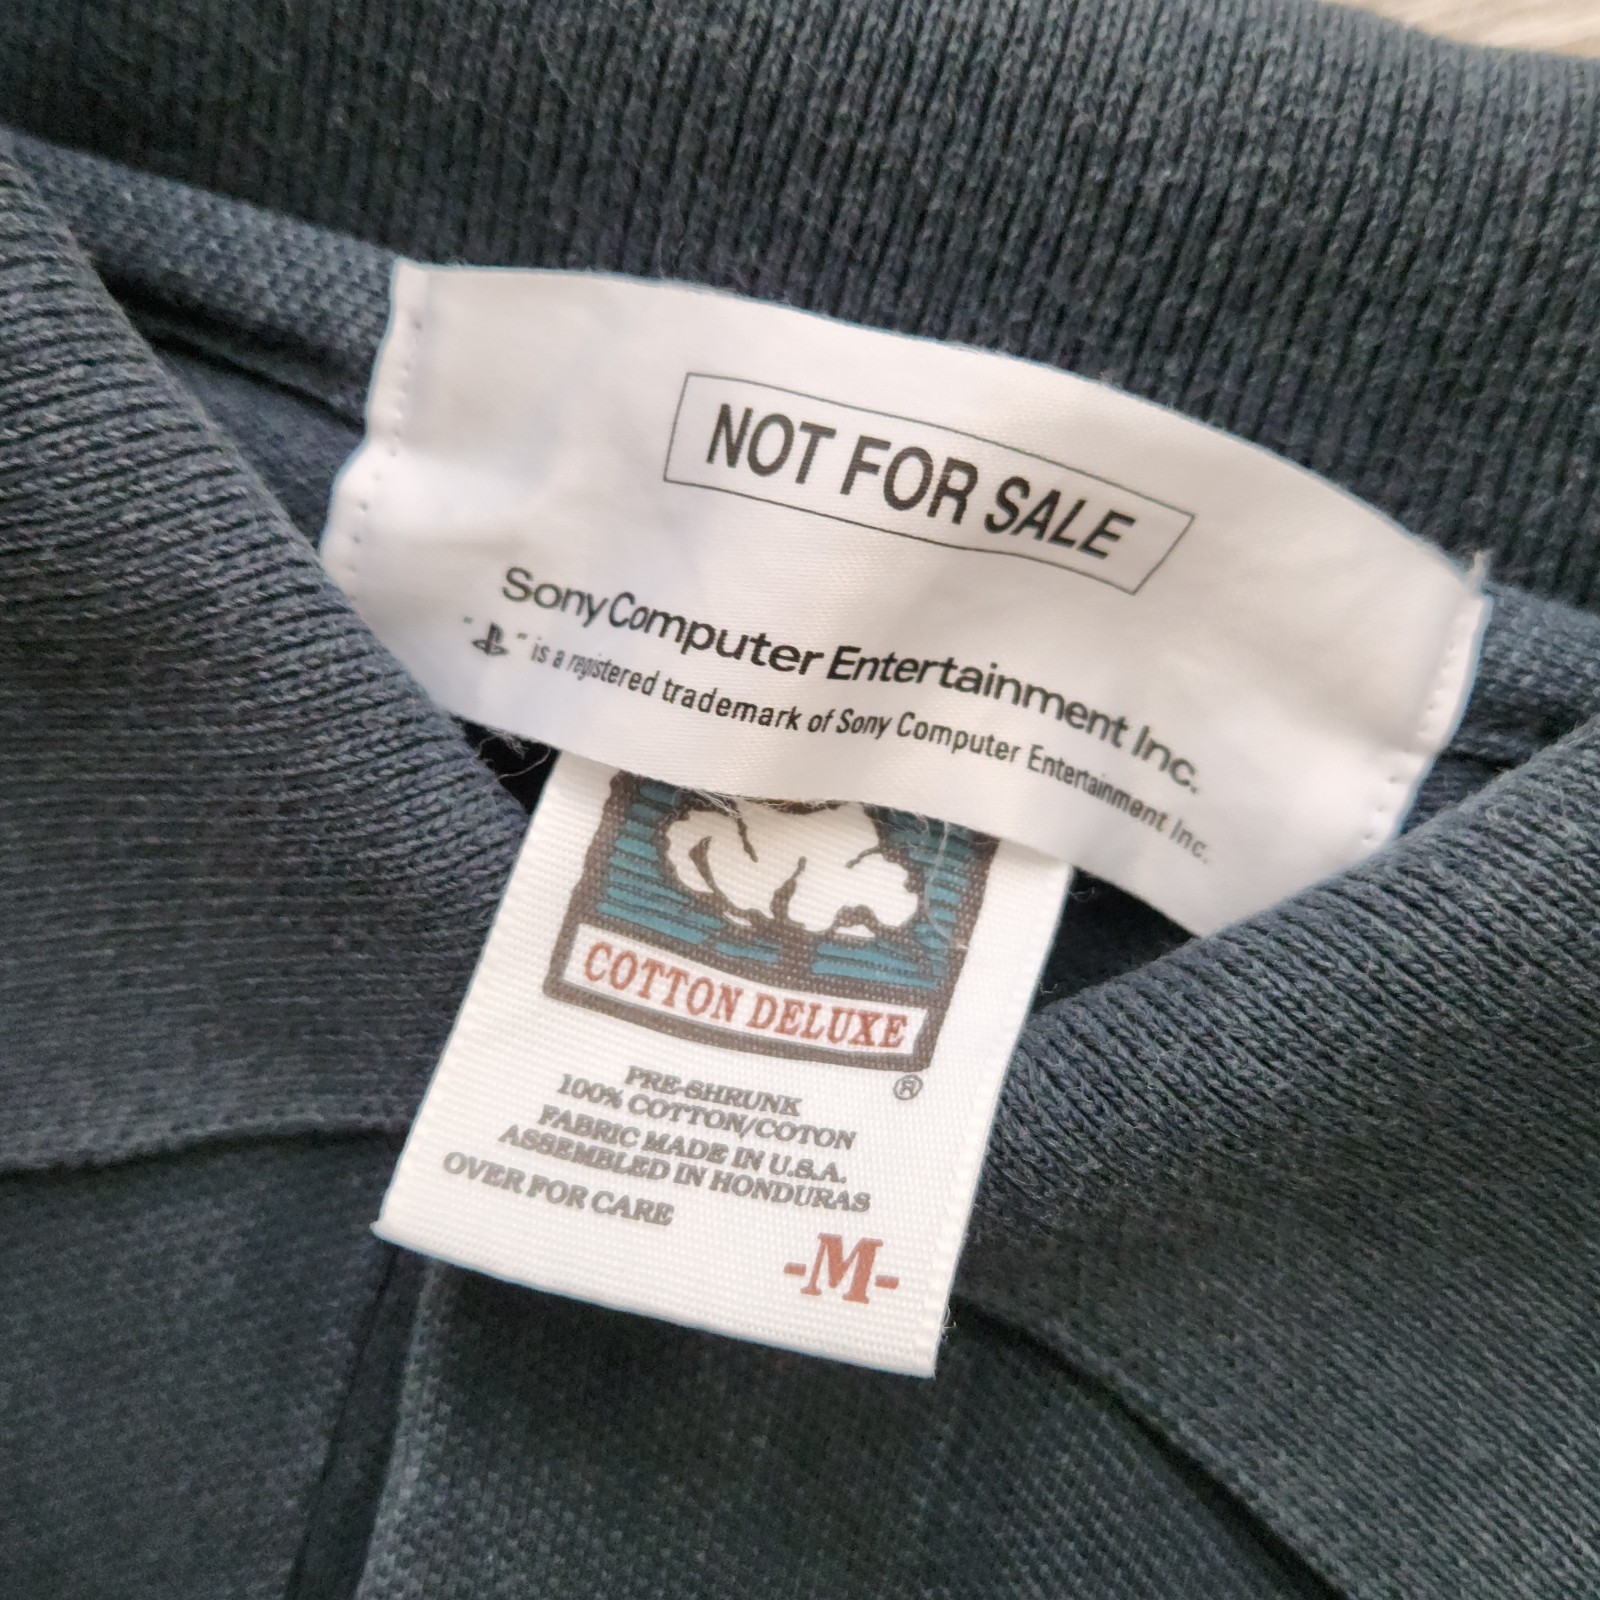 NOT FOR SALE
Sony Computer Entertainment Inc.
" " is a registered trademark of Sony Computer Entertainment Inc.
COTTON DELUXE
®
PRE-SHRUNK
100% COTTON/COTON
FABRIC MADE IN U.S.A.
ASSEMBLED IN HONDURAS
OVER FOR CARE
-M-